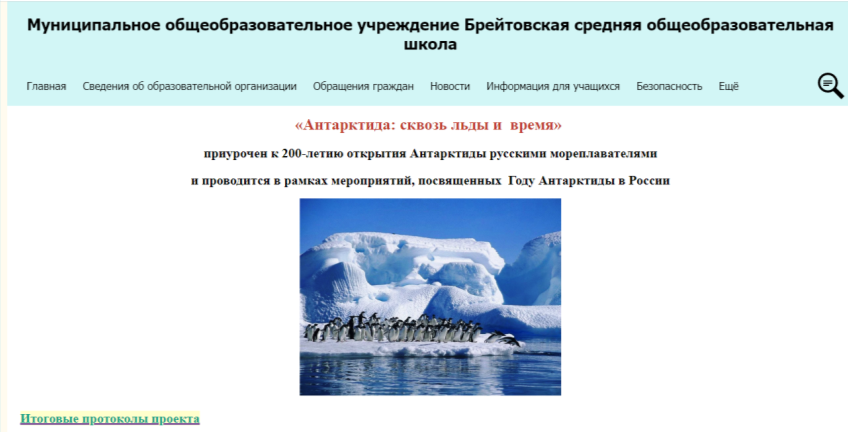 Муниципальное общеобразовательное учреждение Брейтовская средняя общеобразовательная
школа
Главная Сведения об образовательной организации Обращения граждан Новости Информация для учащихся Безопасность Ещё
«Антарктида: сквозь льды и время»
приурочен к 200-летию открытия Антарктиды русскими мореплавателями
и проводится в рамках мероприятий, посвященных Году Антарктиды в России
Итоговые протоколы проекта